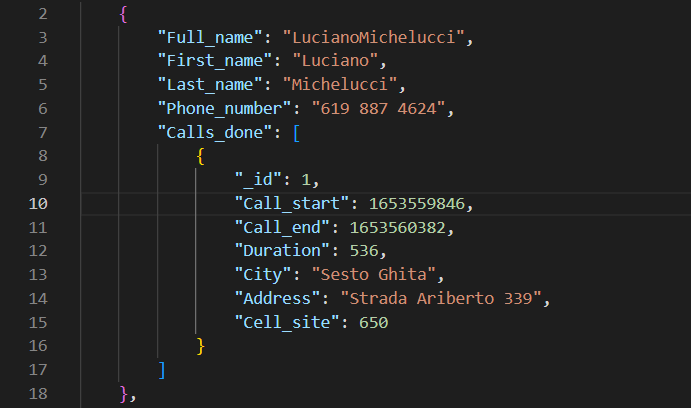 2 {
3 "Full_name": "LucianoMichelucci",
4 "First_name": "Luciano",
5 "Last_name": "Michelucci",
6 "Phone_number": "619 887 4624",
7 "Calls_done": [
8 {
9 "_id": 1,
10 "Call_start": 1653559846,
11 "Call_end": 1653560382,
12 "Duration": 536,
13 "City": "Sesto Ghita",
14 "Address": "Strada Ariberto 339",
15 "Cell_site": 650
16 }
17 ]
18 },